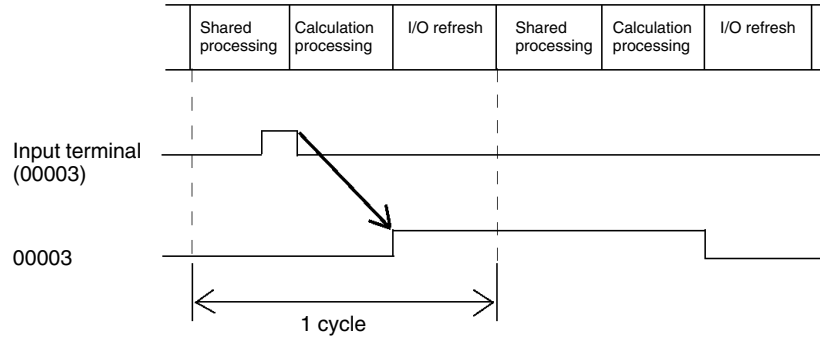 Shared processing
Calculation processing
I/O refresh
Shared processing
Calculation processing
I/O refresh
Input terminal
(00003)
00003
1 cycle